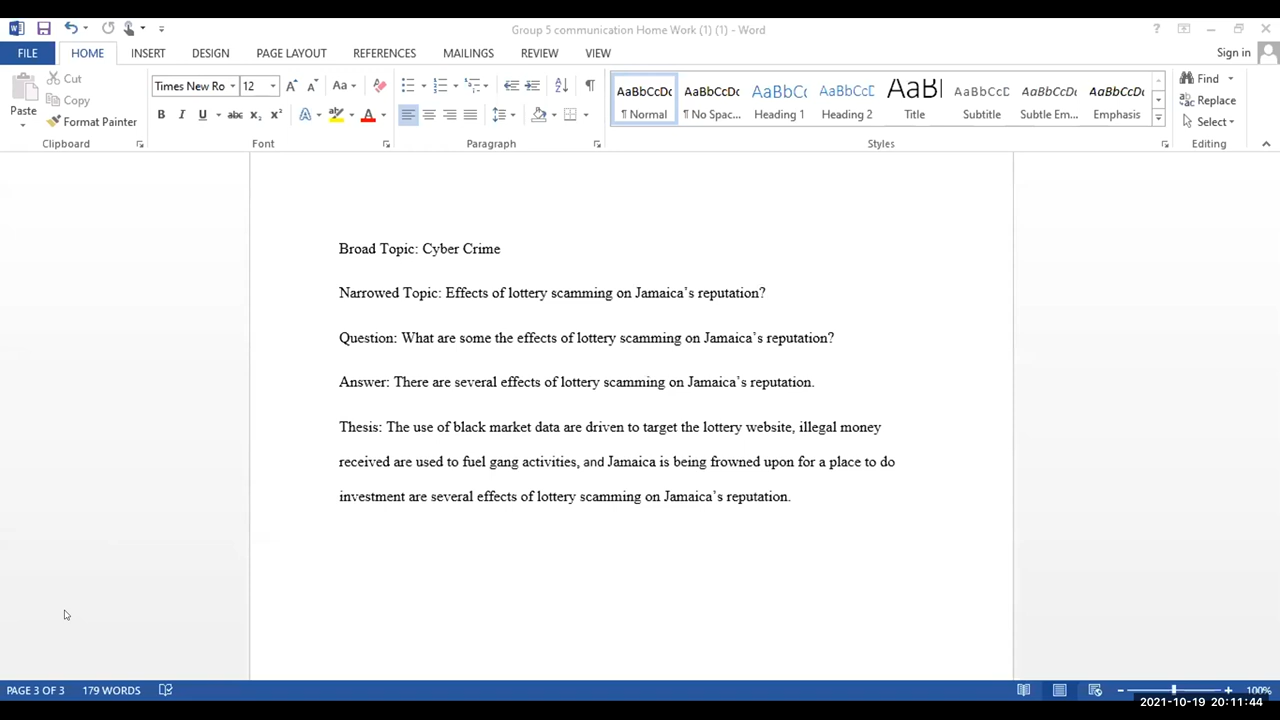 Group 5 communication Home Work (1) (1) - Word
FILE HOME INSERT DESIGN PAGE LAYOUT REFERENCES MAILINGS REVIEW VIEW Sign in
Paste
Cut
Copy
Format Painter
Clipboard
Times New Ro 12
Font
Paragraph
AaBbCcDc AaBbCcDc AaBbCc AaBbCcD AaBl AaBbCcD AaBbCcDc AaBbCcDc
¶ Normal ¶ No Spac... Heading 1 Heading 2 Title Subtitle Subtle Em... Emphasis
Styles
Find
Replace
Select
Editing
Broad Topic: Cyber Crime
Narrowed Topic: Effects of lottery scamming on Jamaica’s reputation?
Question: What are some the effects of lottery scamming on Jamaica’s reputation?
Answer: There are several effects of lottery scamming on Jamaica’s reputation.
Thesis: The use of black market data are driven to target the lottery website, illegal money
received are used to fuel gang activities, and Jamaica is being frowned upon for a place to do
investment are several effects of lottery scamming on Jamaica’s reputation.
PAGE 3 OF 3 179 WORDS 100%
2021-10-19 20:11:44